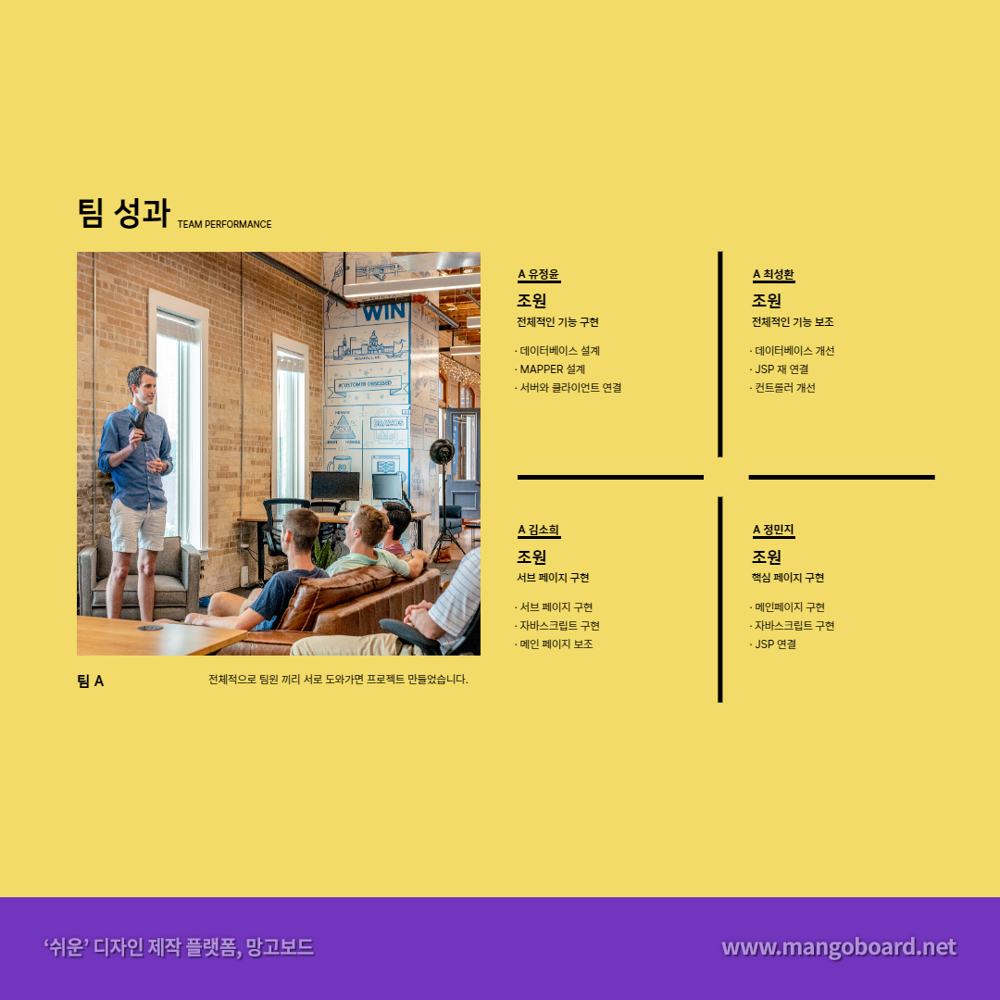 팀 성과 TEAM PERFORMANCE
WIN
#CUSTOMER OBSESSED
HUNGRY
YOU
SMART HUMBLE
BRAZOS
80
팀 A 전체적으로 팀원 끼리 서로 도와가면 프로젝트 만들었습니다.
A 유정윤
조원
전체적인 기능 구현
· 데이터베이스 설계
· MAPPER 설계
· 서버와 클라이언트 연결
A 최성환
조원
전체적인 기능 보조
· 데이터베이스 개선
· JSP 재 연결
· 컨트롤러 개선
A 김소희
조원
서브 페이지 구현
· 서브 페이지 구현
· 자바스크립트 구현
· 메인 페이지 보조
A 정민지
조원
핵심 페이지 구현
· 메인페이지 구현
· 자바스크립트 구현
· JSP 연결
‘쉬운’ 디자인 제작 플랫폼, 망고보드
www.mangoboard.net